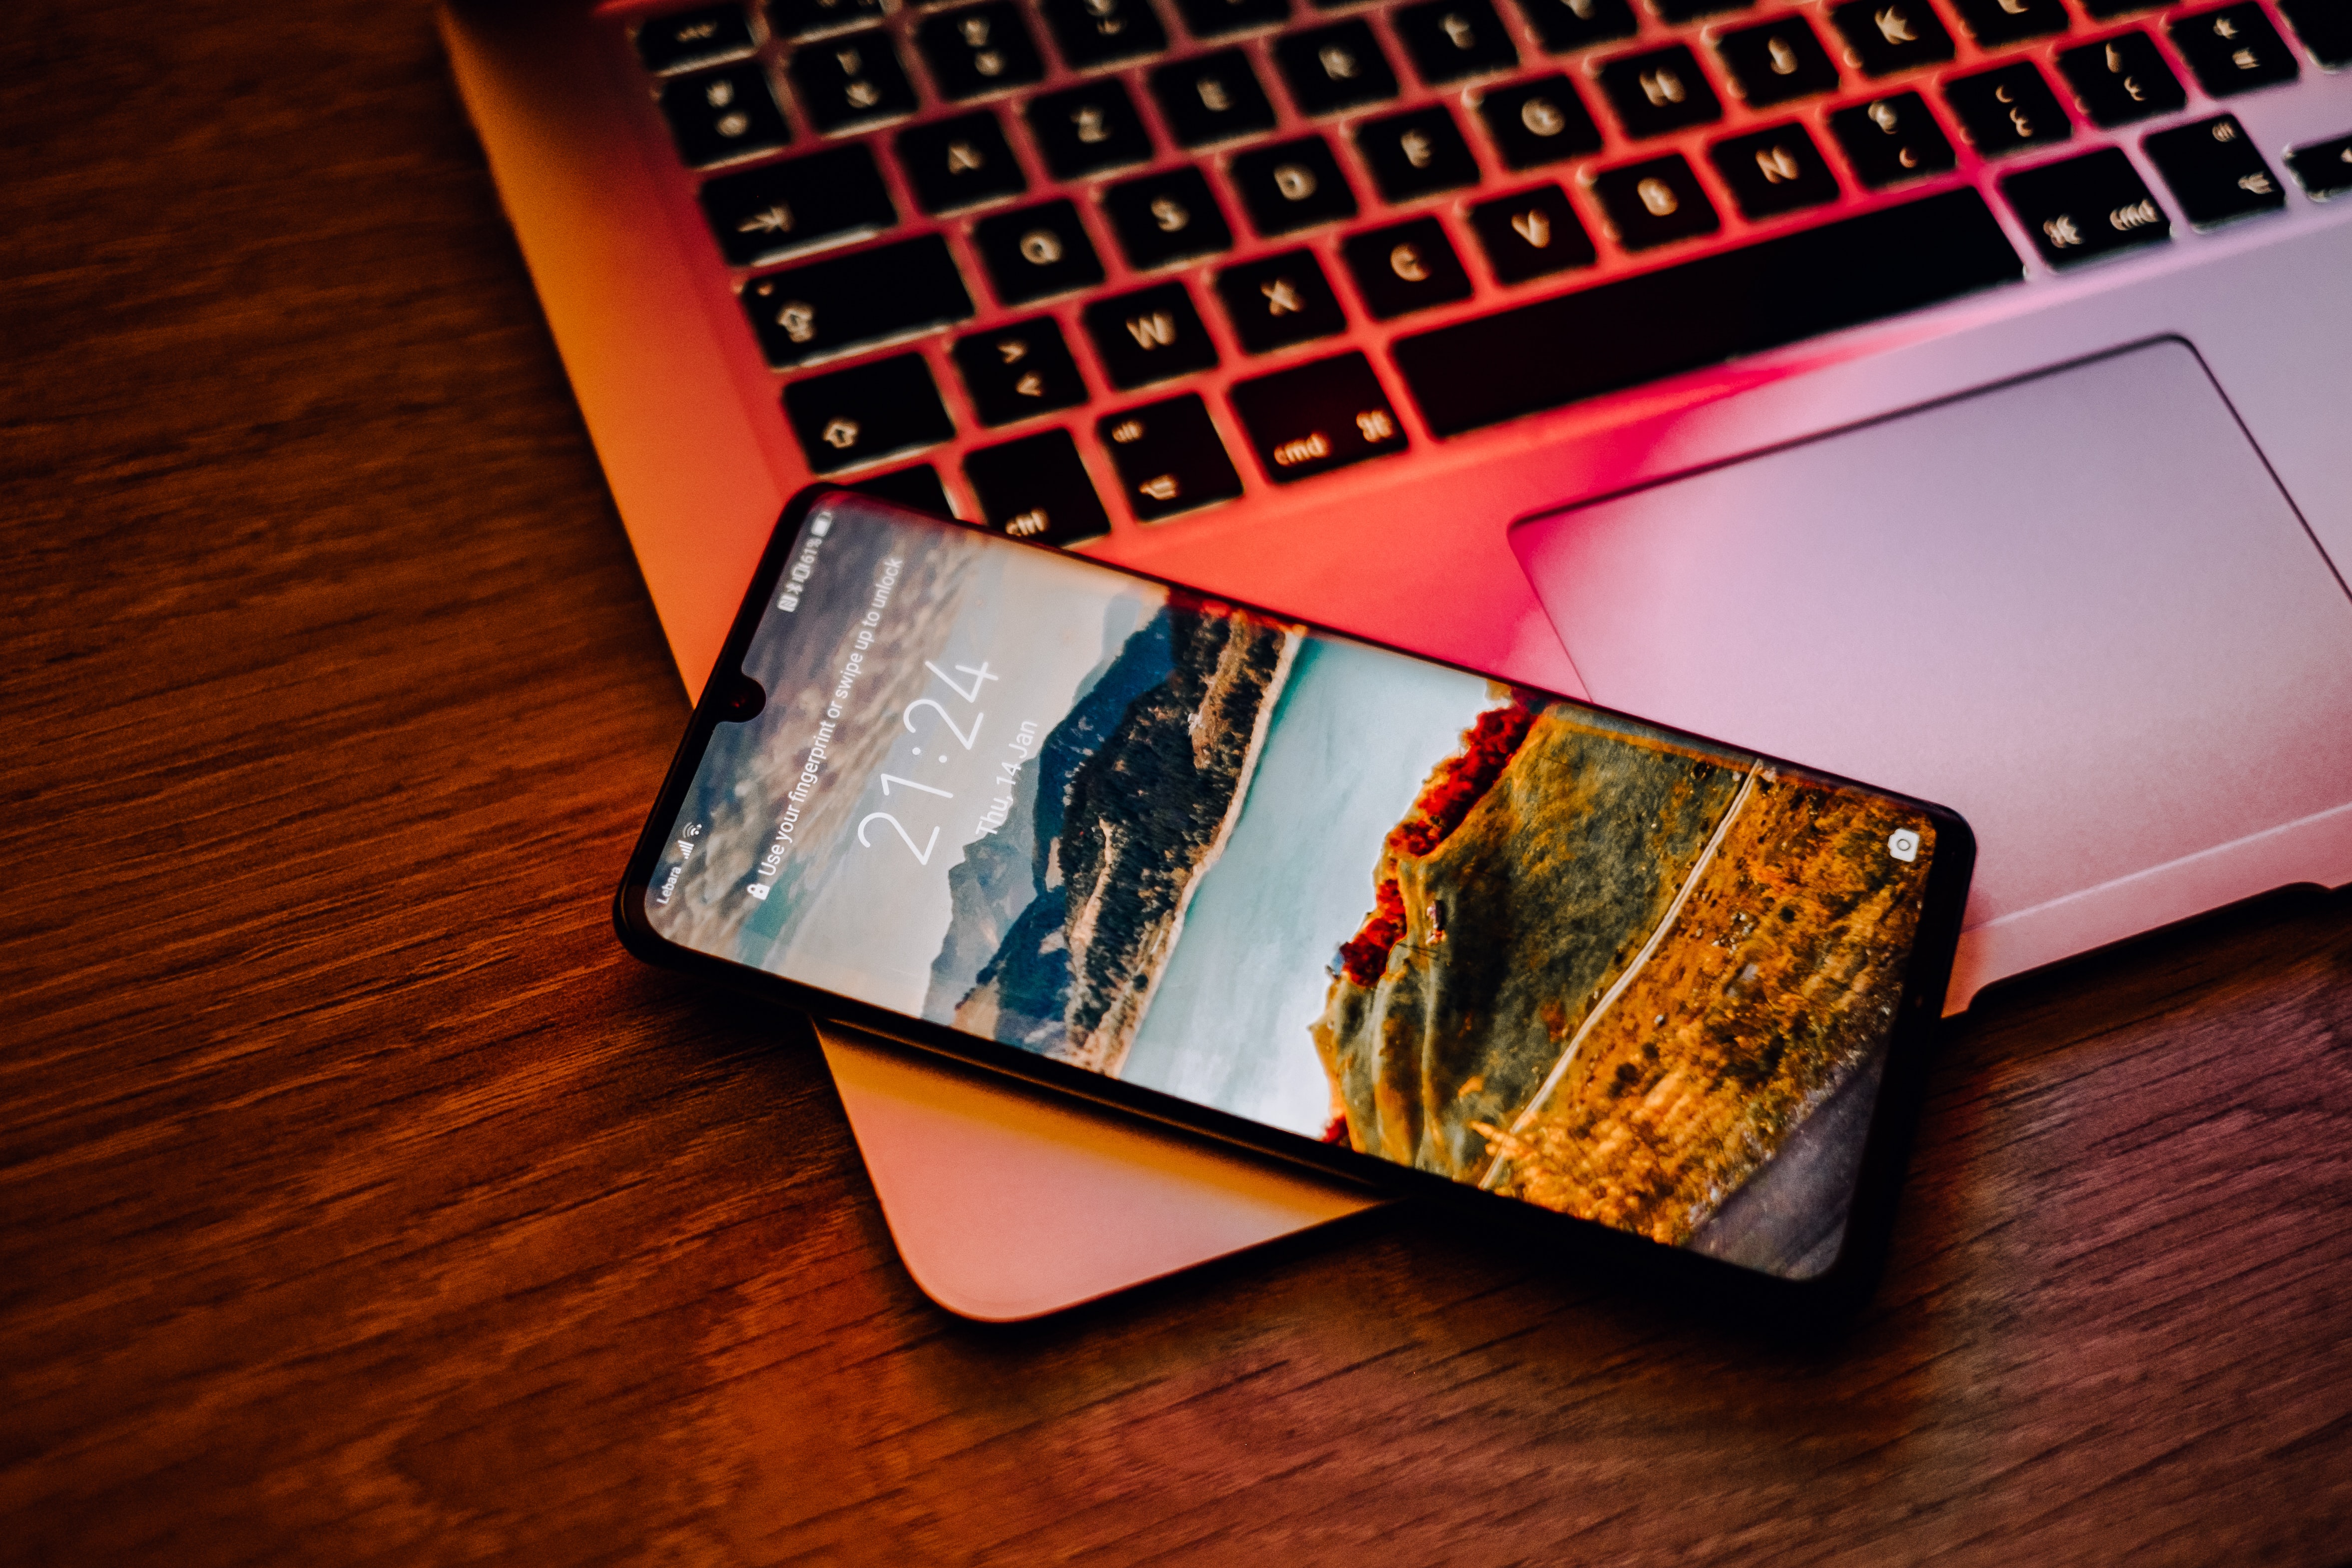 Lebara
61%
Use your fingerprint or swipe up to unlock
21:24
Thu, 14 Jan
K
H J
A Z E R
Q S D F G
W X C V B N
alt
cmd
ctrl
alt
cmd